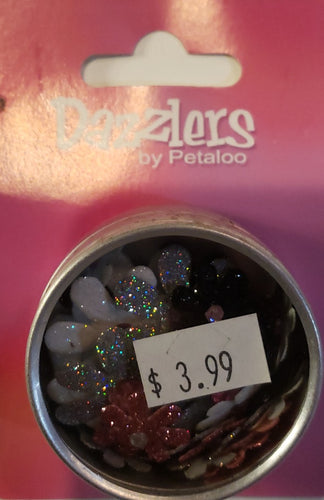 Dazzlers
by Petaloo
$ 3.99